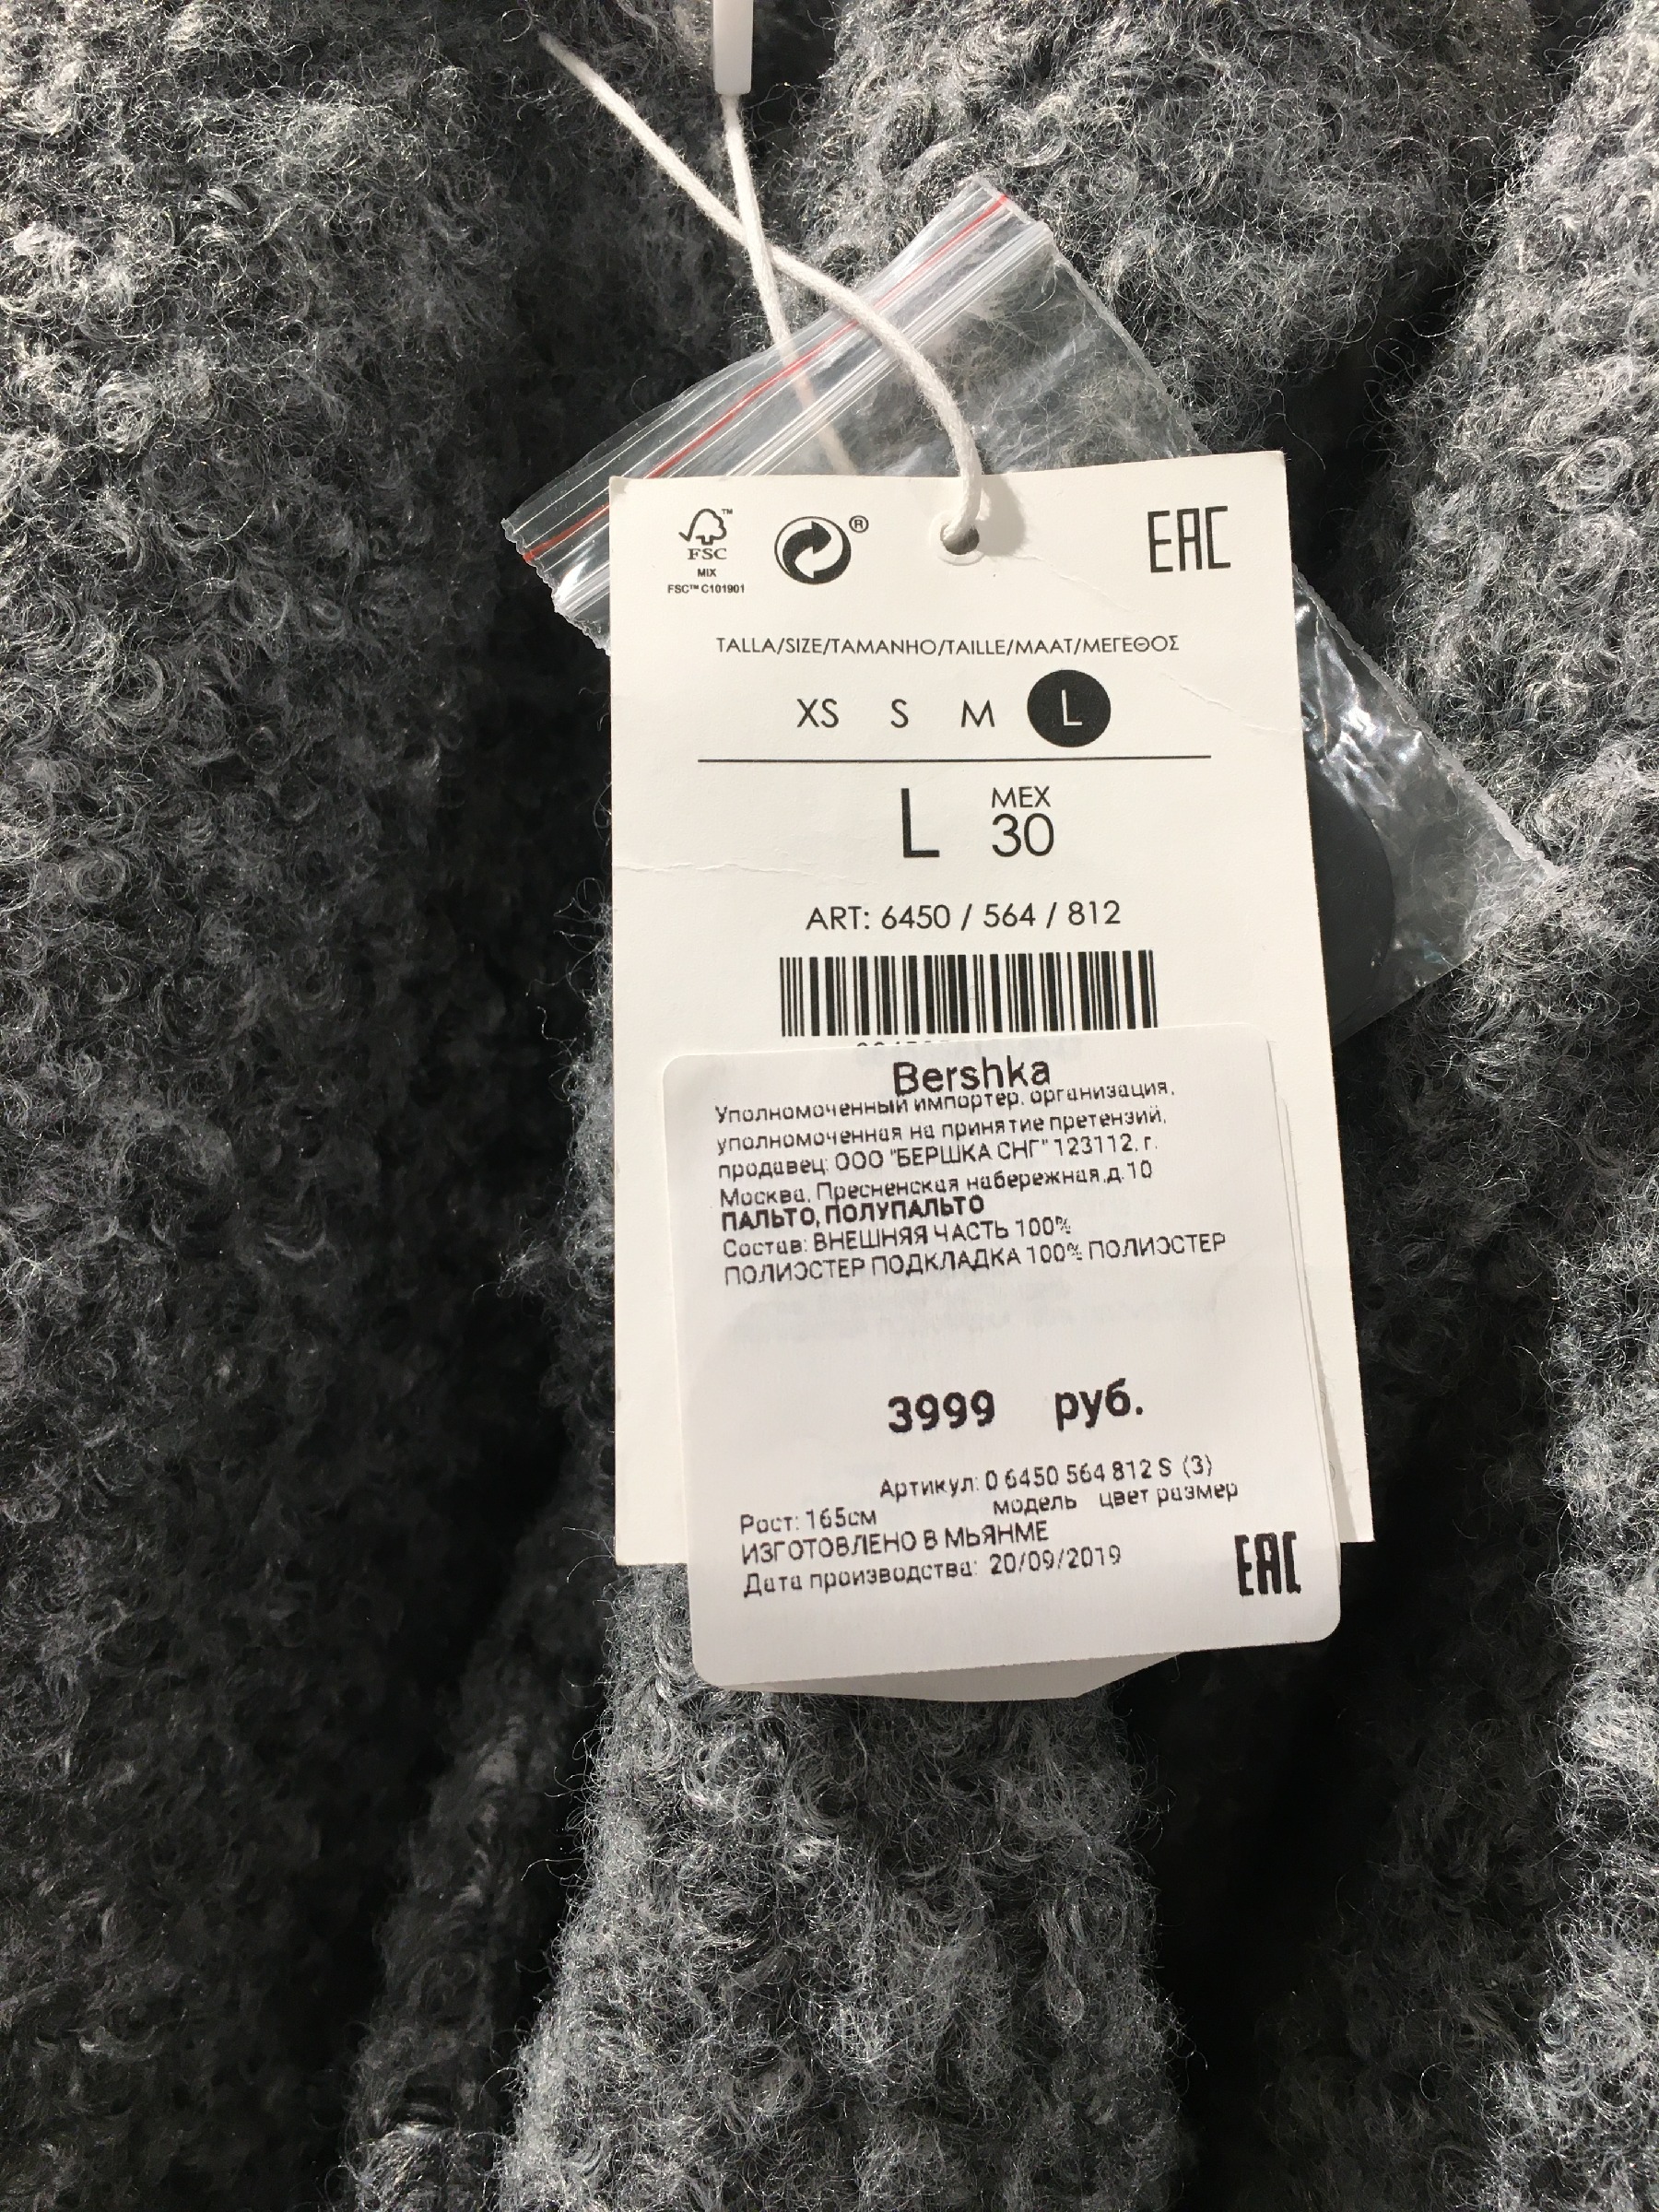 FSC™
MIX
FSC™ C101901
®
EAC
TALLA/SIZE/TAMANHO/TAILLE/MAAT/ΜΕΓΕΘΟΣ
XS S M L
L MEX 30
ART: 6450 / 564 / 812
Bershka
Уполномоченный импортер, организация,
уполномоченная на принятие претензий,
продавец: ООО "БЕРШКА СНГ" 123112, г.
Москва, Пресненская набережная,д.10
ПАЛЬТО,ПОЛУПАЛЬТО
Состав: ВНЕШНЯЯ ЧАСТЬ 100%
ПОЛИЭСТЕР ПОДКЛАДКА 100% ПОЛИЭСТЕР
3999 руб.
Артикул: 0 6450 564 812 S (3)
модель цвет размер
Рост: 165см
ИЗГОТОВЛЕНО В МЬЯНМЕ
Дата производства: 20/09/2019
EAC